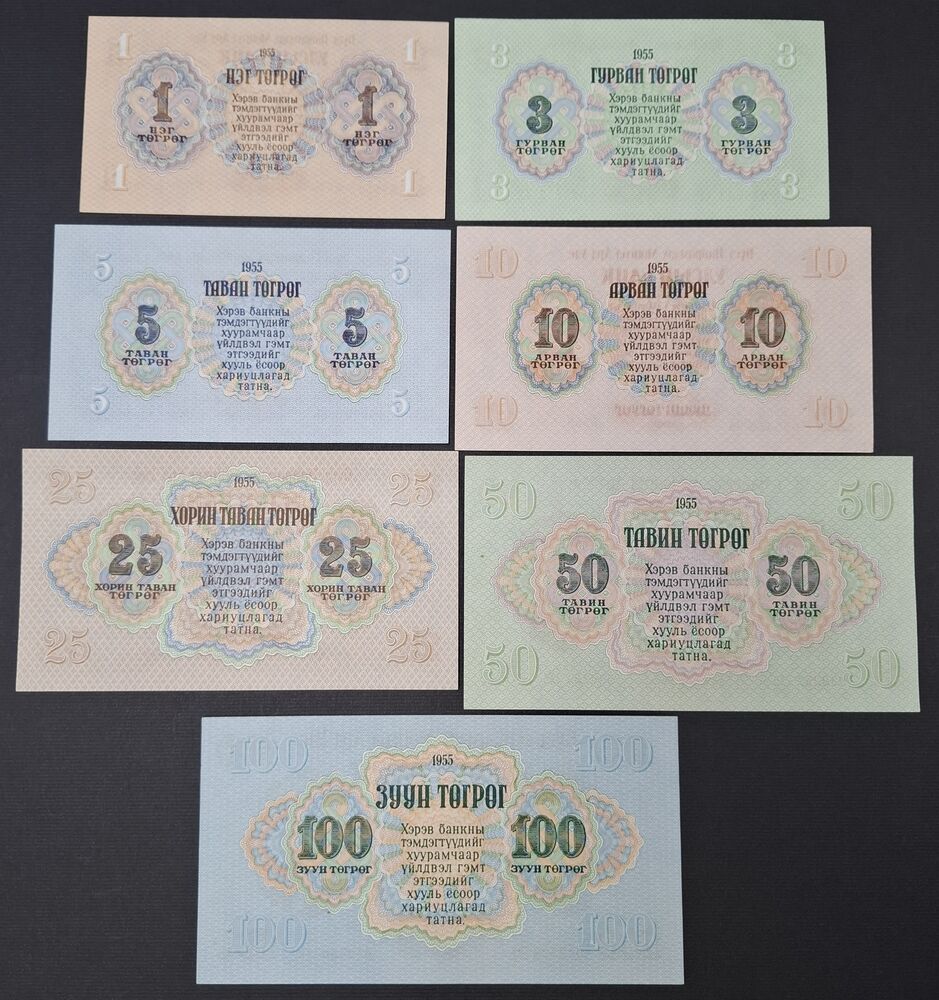 1 1
1955
НЭГ ТӨГРӨГ
1 1
НЭГ НЭГ
ТӨГРӨГ ТӨГРӨГ
Хэрэв банкны
тэмдэгтүүдийг
хуурамчаар
үйлдвэл гэмт
этгээдийг
хууль ёсоор
хариуцлагад
татна.
1 1
3 3
1955
ГУРВАН ТӨГРӨГ
3 3
ГУРВАН ГУРВАН
ТӨГРӨГ ТӨГРӨГ
Хэрэв банкны
тэмдэгтүүдийг
хуурамчаар
үйлдвэл гэмт
этгээдийг
хууль ёсоор
хариуцлагад
татна.
3 3
5 5
1955
ТАВАН ТӨГРӨГ
5 5
ТАВАН ТАВАН
ТӨГРӨГ ТӨГРӨГ
Хэрэв банкны
тэмдэгтүүдийг
хуурамчаар
үйлдвэл гэмт
этгээдийг
хууль ёсоор
хариуцлагад
татна.
5 5
10 10
1955
АРВАН ТӨГРӨГ
10 10
АРВАН АРВАН
ТӨГРӨГ ТӨГРӨГ
Хэрэв банкны
тэмдэгтүүдийг
хуурамчаар
үйлдвэл гэмт
этгээдийг
хууль ёсоор
хариуцлагад
татна.
10 10
25 25
1955
ХОРИН ТАВАН ТӨГРӨГ
25 25
ХОРИН ТАВАН ХОРИН ТАВАН
ТӨГРӨГ ТӨГРӨГ
Хэрэв банкны
тэмдэгтүүдийг
хуурамчаар
үйлдвэл гэмт
этгээдийг
хууль ёсоор
хариуцлагад
татна.
25 25
50 50
1955
ТАВИН ТӨГРӨГ
50 50
ТАВИН ТАВИН
ТӨГРӨГ ТӨГРӨГ
Хэрэв банкны
тэмдэгтүүдийг
хуурамчаар
үйлдвэл гэмт
этгээдийг
хууль ёсоор
хариуцлагад
татна.
50 50
100 100
1955
ЗУУН ТӨГРӨГ
100 100
ЗУУН ТӨГРӨГ ЗУУН ТӨГРӨГ
Хэрэв банкны
тэмдэгтүүдийг
хуурамчаар
үйлдвэл гэмт
этгээдийг
хууль ёсоор
хариуцлагад
татна.
100 100